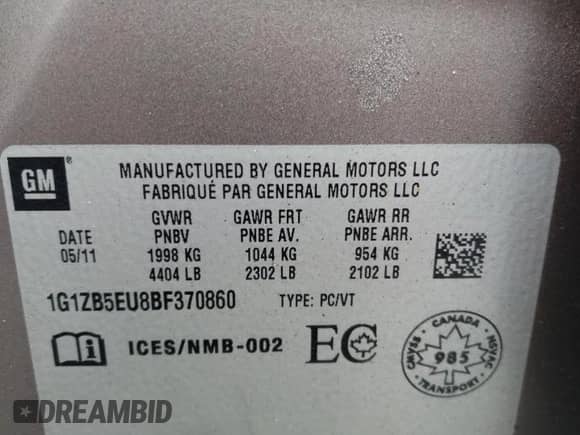 GM®
MANUFACTURED BY GENERAL MOTORS LLC
FABRIQUÉ PAR GENERAL MOTORS LLC
GVWR GAWR FRT GAWR RR
DATE PNBV PNBE AV. PNBE ARR.
05/11 1998 KG 1044 KG 954 KG
4404 LB 2302 LB 2102 LB
1G1ZB5EU8BF370860 TYPE: PC/VT
ICES/NMB-002 EC
CANADA
CMVSS 985 NSVAC
TRANSPORT
DREAMBID